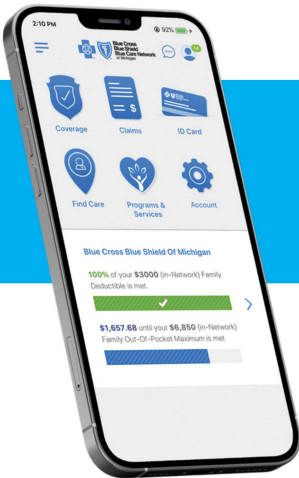 2:10 PM
92%
Blue Cross
Blue Shield
Blue Care Network
of Michigan
Coverage
Claims
ID Card
Find Care
Programs &
Services
Account
Blue Cross Blue Shield Of Michigan
100% of your $3000 (in-Network) Family
Deductible is met.
$1,657.68 until your $6,850 (in-Network)
Family Out-Of-Pocket Maximum is met